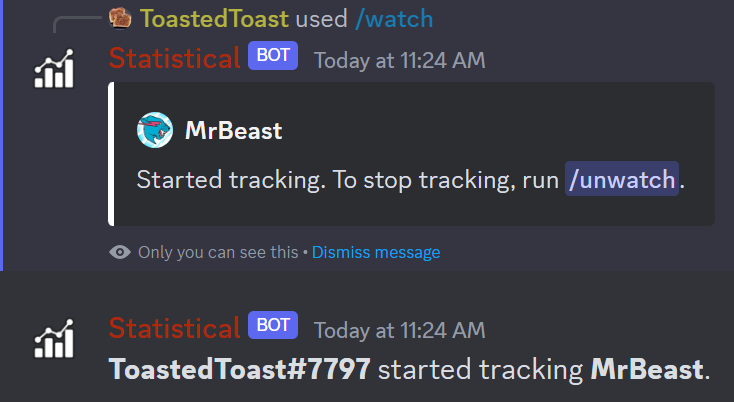 ToastedToast used /watch
Statistical BOT Today at 11:24 AM
MrBeast
Started tracking. To stop tracking, run /unwatch.
Only you can see this • Dismiss message
Statistical BOT Today at 11:24 AM
ToastedToast#7797 started tracking MrBeast.